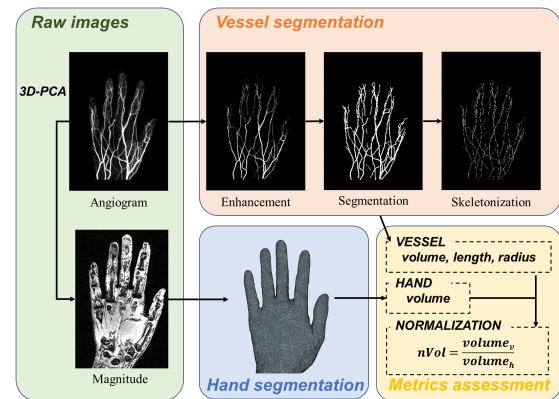 Raw images
3D-PCA
Angiogram
Magnitude
Vessel segmentation
Enhancement
Segmentation
Skeletonization
Hand segmentation
VESSEL
volume, length, radius
HAND
volume
NORMALIZATION
nVol = volume_v / volume_h
Metrics assessment